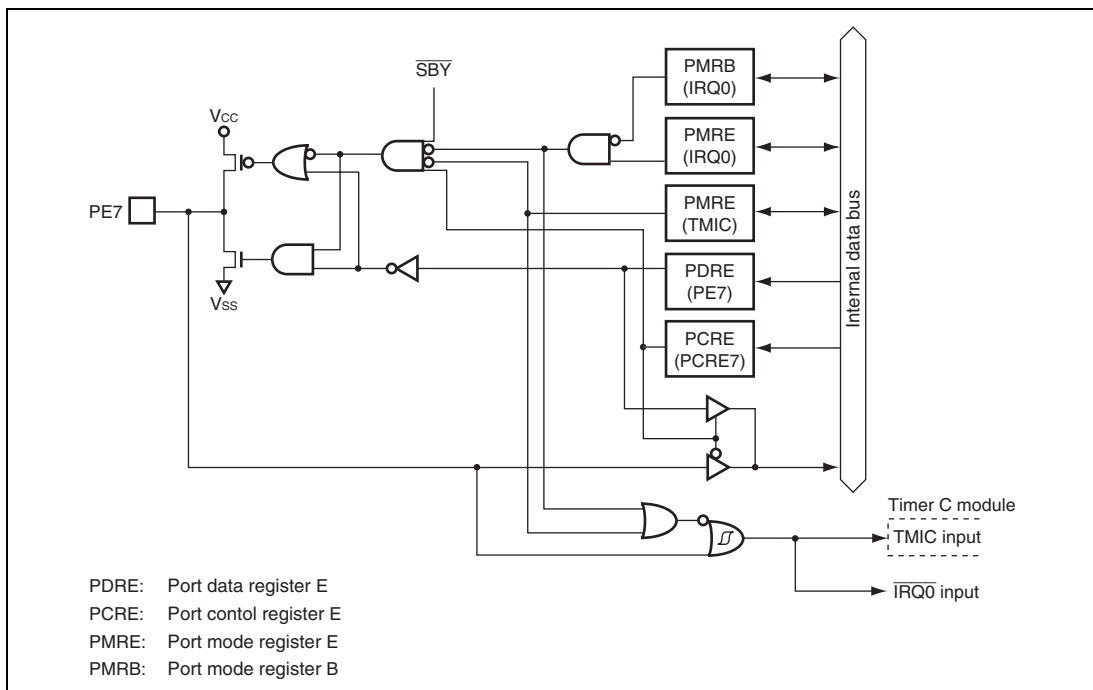 SBY
PMRB
(IRQ0)
VCC
PMRE
(IRQ0)
PE7
PMRE
(TMIC)
PDRE
(PE7)
VSS
PCRE
(PCRE7)
Internal data bus
Timer C module
TMIC input
IRQ0 input
PDRE: Port data register E
PCRE: Port contol register E
PMRE: Port mode register E
PMRB: Port mode register B